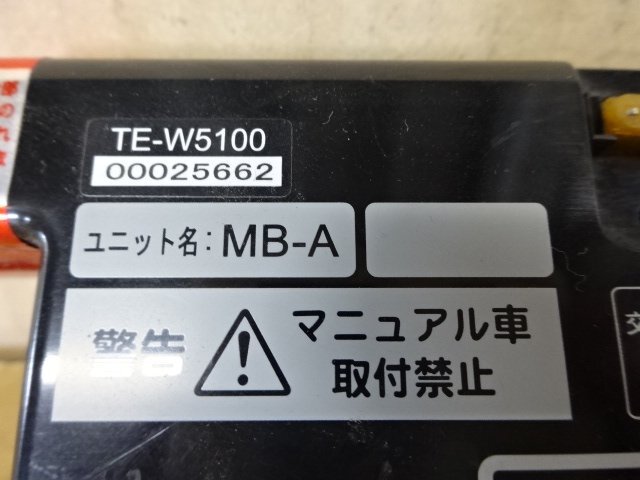 TE-W5100
00025662
ユニット名：MB-A
警告
マニュアル車
取付禁止
交